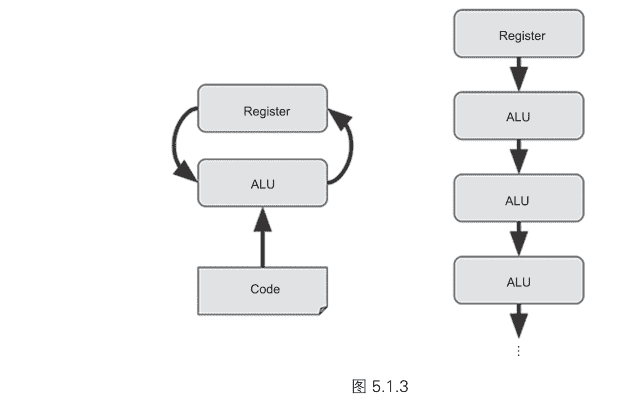 Register
ALU
Code
Register
ALU
ALU
ALU
...
图 5.1.3